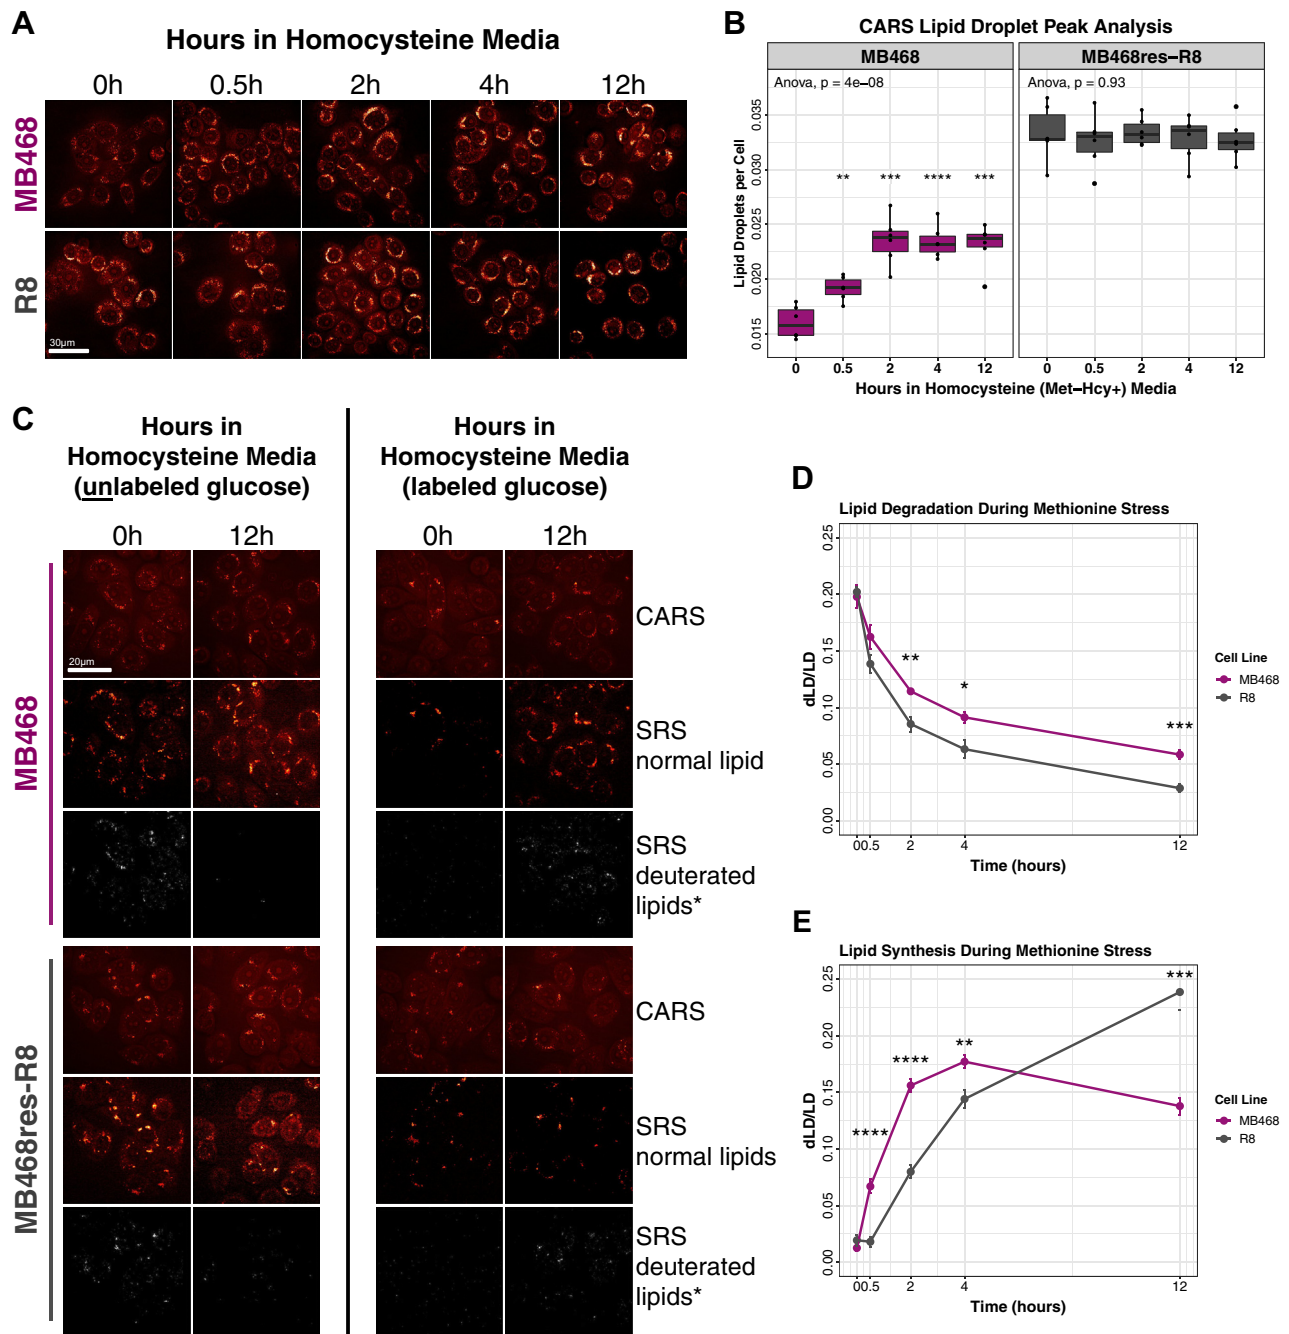 A
Hours in Homocysteine Media
0h 0.5h 2h 4h 12h
MB468
R8
30µm
B
CARS Lipid Droplet Peak Analysis
MB468 MB468res–R8
Anova, p = 4e–08
Anova, p = 0.93
** *** **** ***
Lipid Droplets per Cell
0.035
0.030
0.025
0.020
0.015
0 0.5 2 4 12 0 0.5 2 4 12
Hours in Homocysteine (Met–Hcy+) Media
C
Hours in
Homocysteine Media
(unlabeled glucose)
Hours in
Homocysteine Media
(labeled glucose)
0h 12h 0h 12h
MB468
20µm
CARS
SRS
normal lipid
SRS
deuterated
lipids*
MB468res-R8
CARS
SRS
normal lipids
SRS
deuterated
lipids*
D
Lipid Degradation During Methionine Stress
dLD/LD
0.25
0.20
0.15
0.10
0.05
0.00
** * ***
00.5 2 4 12
Time (hours)
Cell Line
MB468
R8
E
Lipid Synthesis During Methionine Stress
dLD/LD
0.25
0.20
0.15
0.10
0.05
0.00
**** **** ** ***
00.5 2 4 12
Time (hours)
Cell Line
MB468
R8